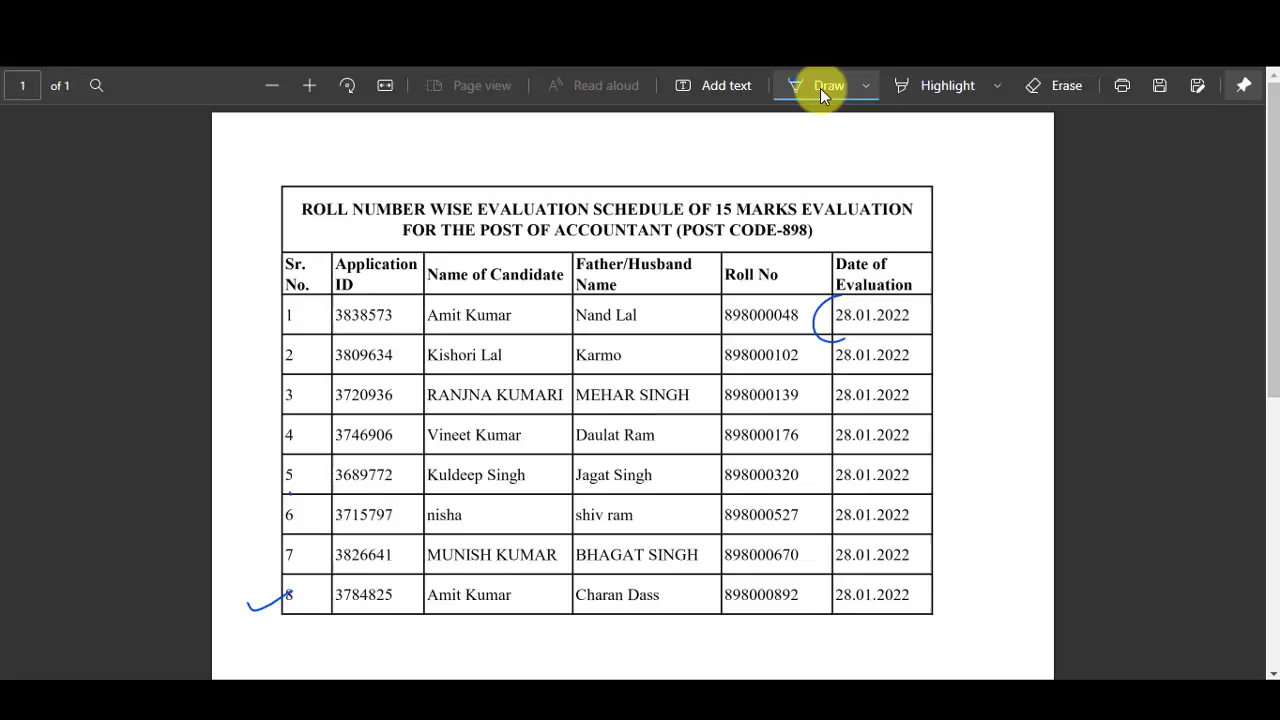 1 of 1 Page view Read aloud Add text Draw Highlight Erase
ROLL NUMBER WISE EVALUATION SCHEDULE OF 15 MARKS EVALUATION
FOR THE POST OF ACCOUNTANT (POST CODE-898)
Sr. No. Application ID Name of Candidate Father/Husband Name Roll No Date of Evaluation
1 3838573 Amit Kumar Nand Lal 898000048 28.01.2022
2 3809634 Kishori Lal Karmo 898000102 28.01.2022
3 3720936 RANJNA KUMARI MEHAR SINGH 898000139 28.01.2022
4 3746906 Vineet Kumar Daulat Ram 898000176 28.01.2022
5 3689772 Kuldeep Singh Jagat Singh 898000320 28.01.2022
6 3715797 nisha shiv ram 898000527 28.01.2022
7 3826641 MUNISH KUMAR BHAGAT SINGH 898000670 28.01.2022
8 3784825 Amit Kumar Charan Dass 898000892 28.01.2022